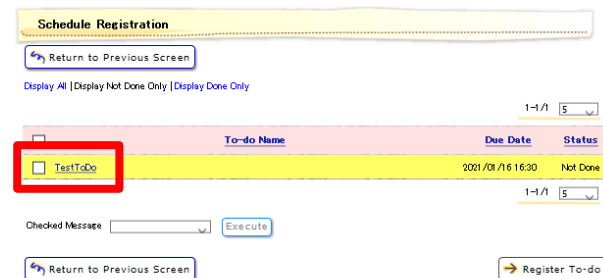 Schedule Registration
Return to Previous Screen
Display All | Display Not Done Only | Display Done Only
1-1/1 5
To-do Name Due Date Status
TestToDo 2021/01/16 16:30 Not Done
1-1/1 5
Checked Message Execute
Return to Previous Screen Register To-do